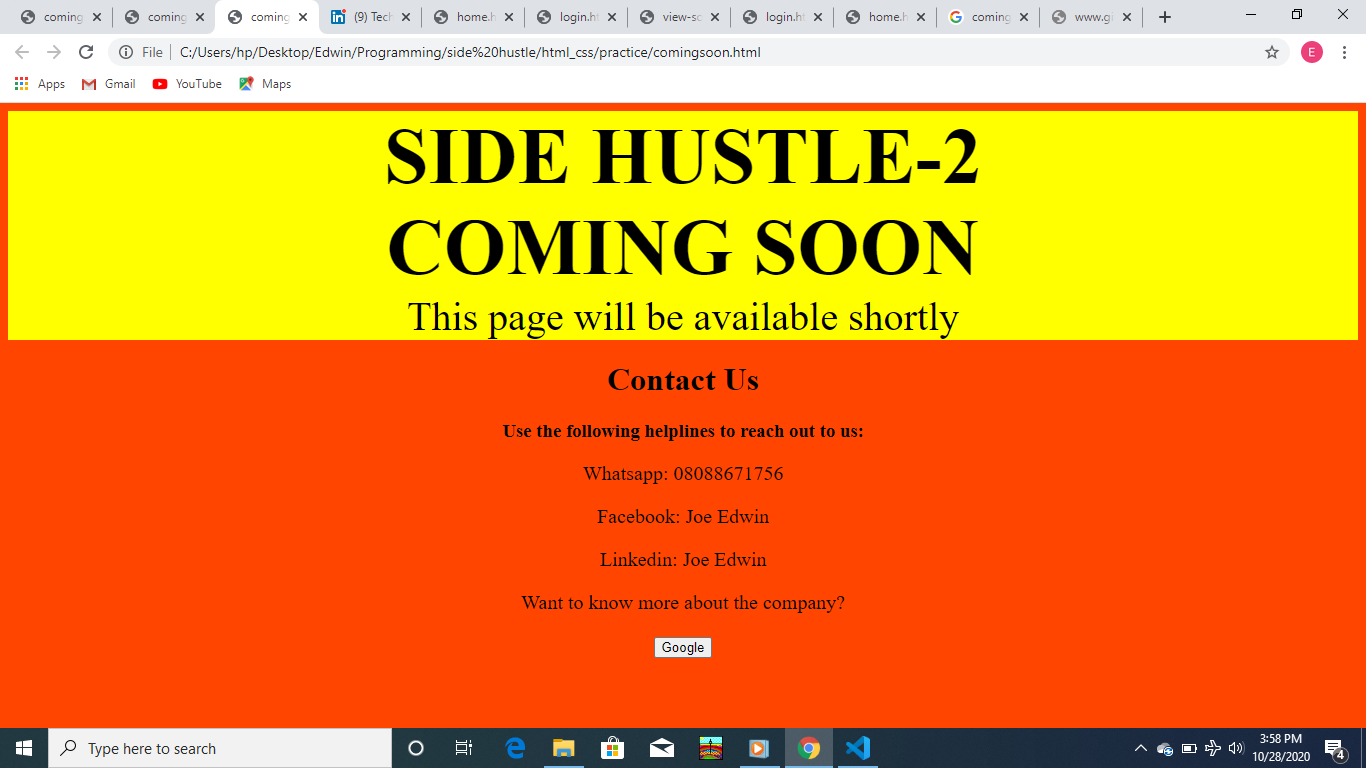 coming
coming
coming
(9) Tech
home.h
login.ht
view-so
login.ht
home.h
coming
www.gi
File
C:/Users/hp/Desktop/Edwin/Programming/side%20hustle/html_css/practice/comingsoon.html
E
Apps
Gmail
YouTube
Maps
SIDE HUSTLE-2
COMING SOON
This page will be available shortly
Contact Us
Use the following helplines to reach out to us:
Whatsapp: 08088671756
Facebook: Joe Edwin
Linkedin: Joe Edwin
Want to know more about the company?
Google
Type here to search
3:58 PM
10/28/2020
4